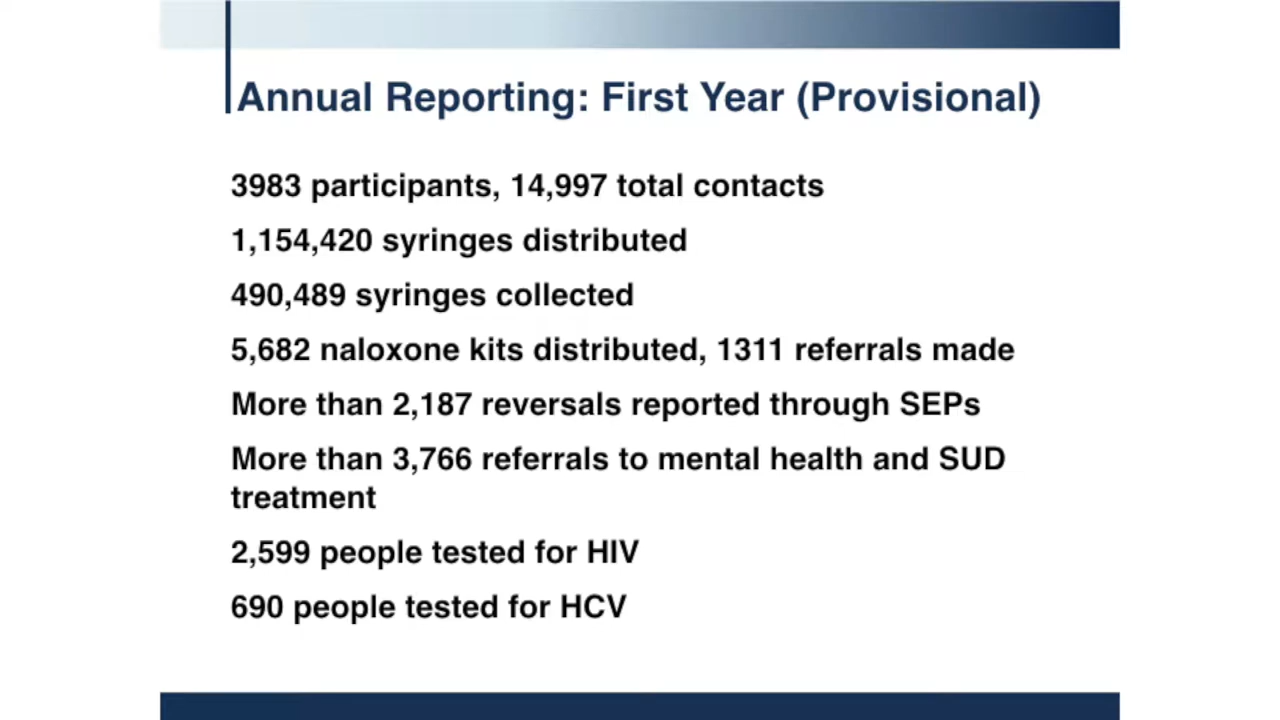 Annual Reporting: First Year (Provisional)
3983 participants, 14,997 total contacts
1,154,420 syringes distributed
490,489 syringes collected
5,682 naloxone kits distributed, 1311 referrals made
More than 2,187 reversals reported through SEPs
More than 3,766 referrals to mental health and SUD
treatment
2,599 people tested for HIV
690 people tested for HCV